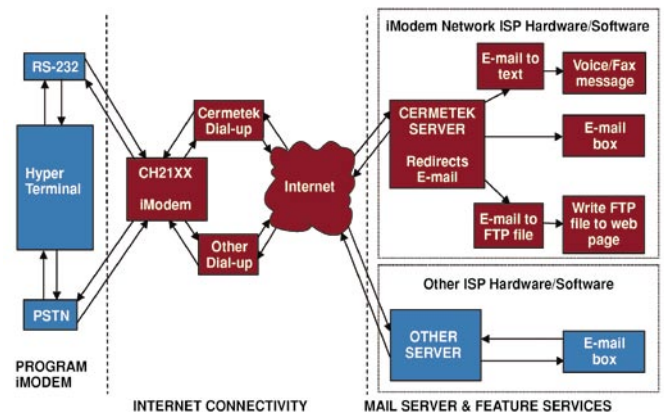 iModem Network ISP Hardware/Software
RS-232
Hyper
Terminal
PSTN
PROGRAM
iMODEM
CH21XX
iModem
Cermetek
Dial-up
Other
Dial-up
INTERNET CONNECTIVITY
Internet
CERMETEK
SERVER
Redirects
E-mail
E-mail to
text
Voice/Fax
message
E-mail
box
E-mail to
FTP file
Write FTP
file to web
page
Other ISP Hardware/Software
OTHER
SERVER
E-mail
box
MAIL SERVER & FEATURE SERVICES